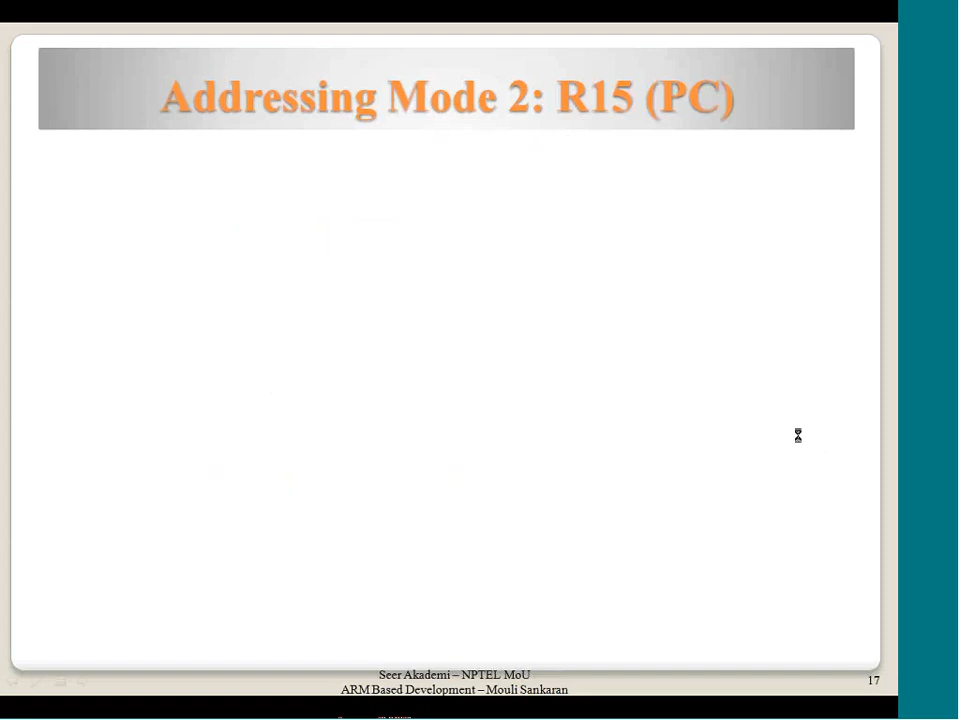 Addressing Mode 2: R15 (PC)
Seer Akademi – NPTEL MoU
ARM Based Development – Mouli Sankaran
17